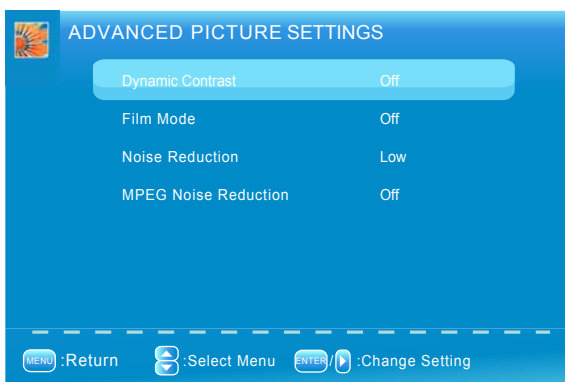 ADVANCED PICTURE SETTINGS
Dynamic Contrast Off
Film Mode Off
Noise Reduction Low
MPEG Noise Reduction Off
MENU :Return :Select Menu ENTER / :Change Setting